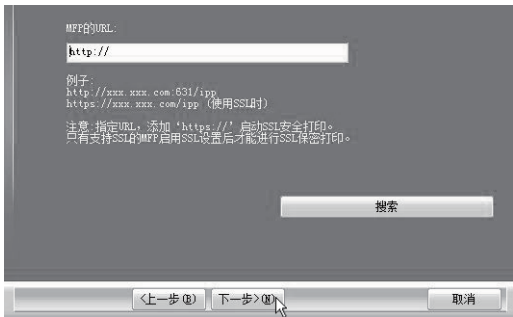 MFP的URL:
http://
例子:
http://xxx.xxx.com:631/ipp
https://xxx.xxx.com/ipp (使用SSL时)
注意:指定URL，添加‘https://’启动SSL安全打印。
只有支持SSL的MFP启用SSL设置后才能进行SSL保密打印。
搜索
<上一步(B) 下一步>(N) 取消